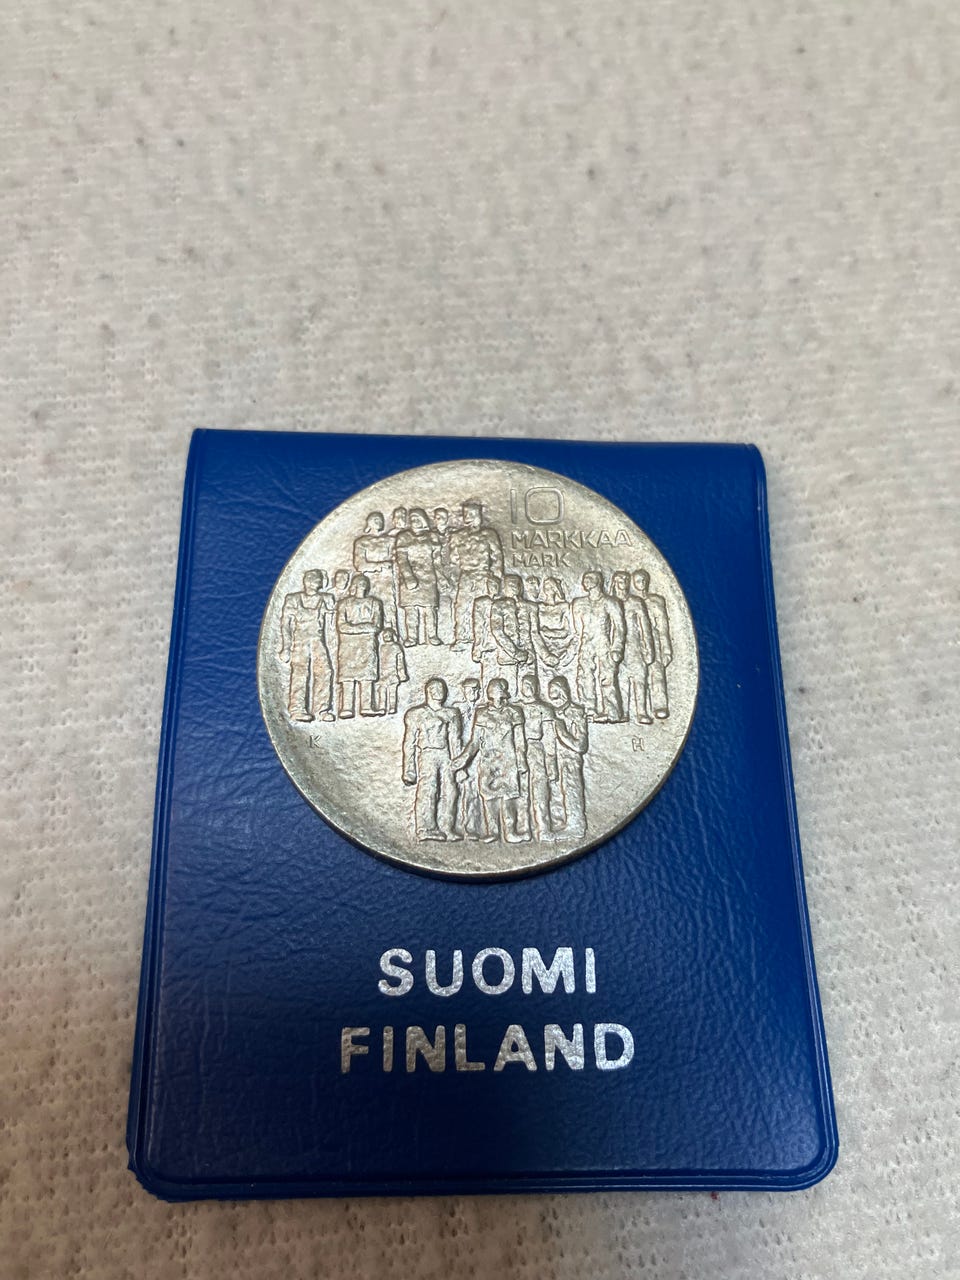 10
MARKKAA
MARK
K H
SUOMI
FINLAND